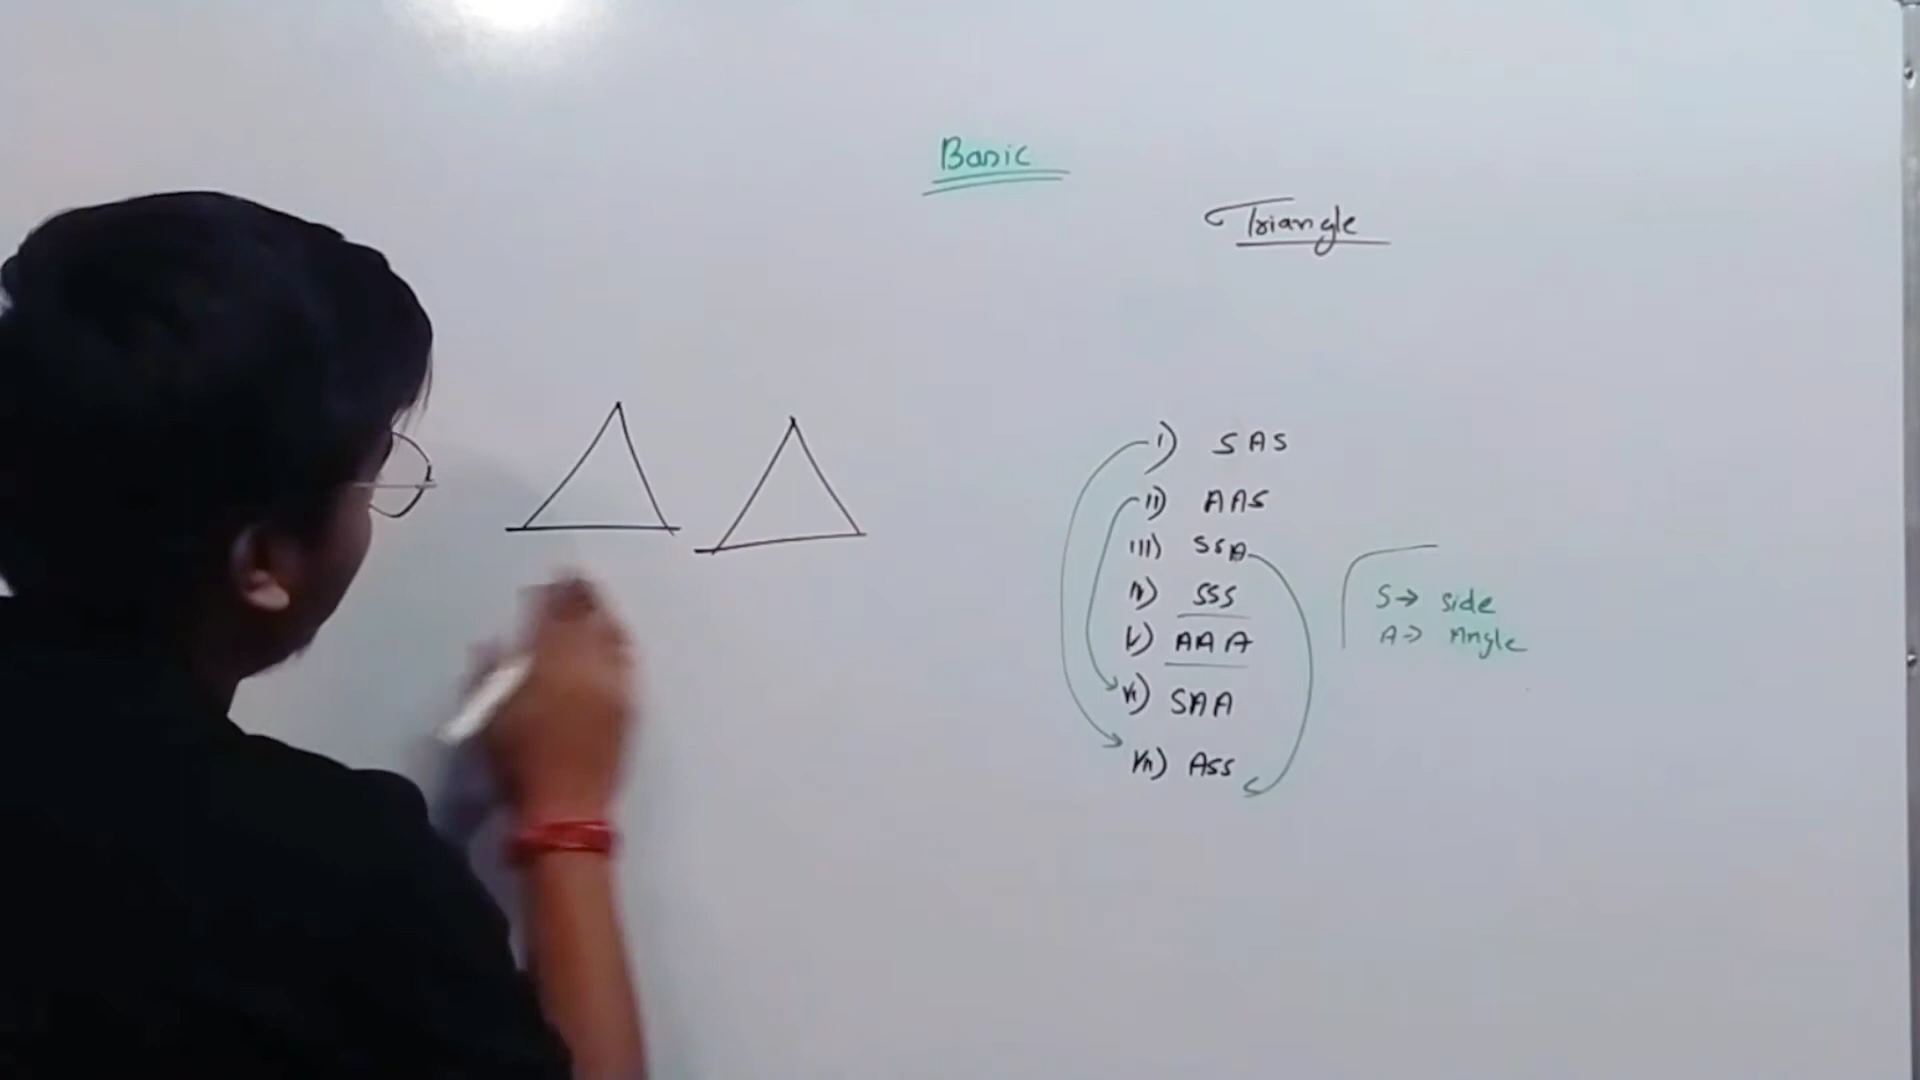 Basic
Triangle
i) SAS
ii) AAS
iii) SSA
iv) SSS
v) AAA
vi) SAA
vii) ASS
S→ side
A→ Angle